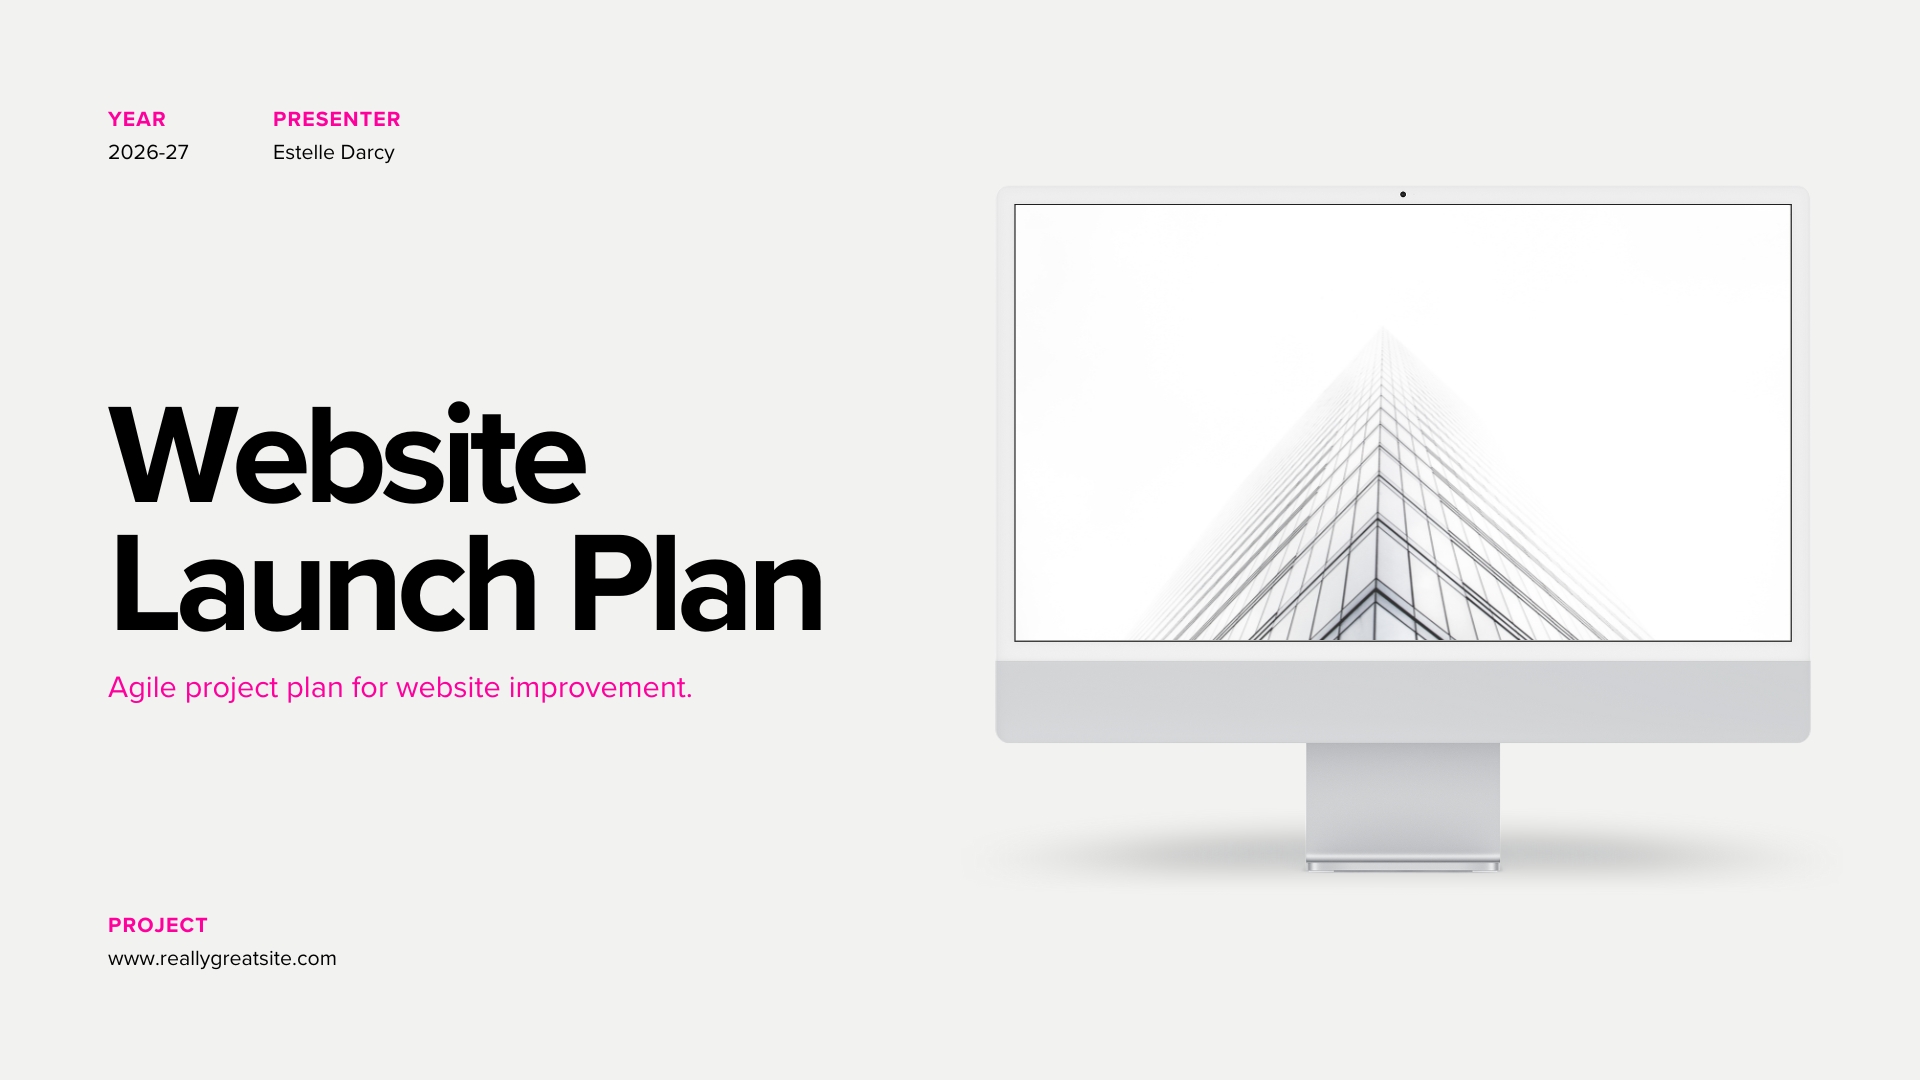 YEAR
2026-27
PRESENTER
Estelle Darcy
Website
Launch Plan
Agile project plan for website improvement.
PROJECT
www.reallygreatsite.com